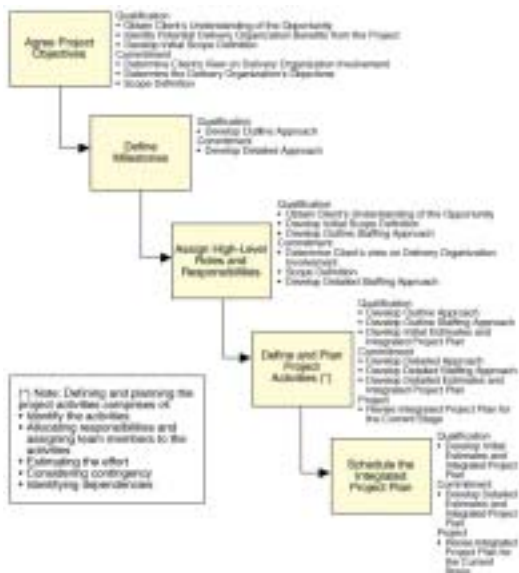 Agree Project
Objectives
Qualification
• Obtain Client's Understanding of the Opportunity
• Identify Potential Delivery Organization Benefits from the Project
• Develop Initial Scope Definition
Commitment
• Determine Client's View on Delivery Organization Involvement
• Determine the Delivery Organization's Objectives
• Scope Definition
Define
Milestones
Qualification
• Develop Outline Approach
Commitment
• Develop Detailed Approach
Assign High-Level
Roles and
Responsibilities
Qualification
• Obtain Client's Understanding of the Opportunity
• Develop Initial Scope Definition
• Develop Outline Staffing Approach
Commitment
• Determine Client's view on Delivery Organization
Involvement
• Scope Definition
• Develop Detailed Staffing Approach
Define and Plan
Project
Activities (*)
Qualification
• Develop Outline Approach
• Develop Outline Staffing Approach
• Develop Initial Estimates and
Integrated Project Plan
Commitment
• Develop Detailed Approach
• Develop Detailed Staffing Approach
• Develop Detailed Estimates and
Integrated Project Plan
Project
• Revise Integrated Project Plan for
the Current Stage
(*) Note: Defining and planning the
project activities comprises of:
• Identify the activities
• Allocating responsibilities and
assigning team members to the
activities
• Estimating the effort
• Considering contingency
• Identifying dependencies
Schedule the
Integrated
Project Plan
Qualification
• Develop Initial
Estimates and
Integrated Project
Plan
Commitment
• Develop Detailed
Estimates and
Integrated Project
Plan
Project
• Revise Integrated
Project Plan for
the Current
Stage